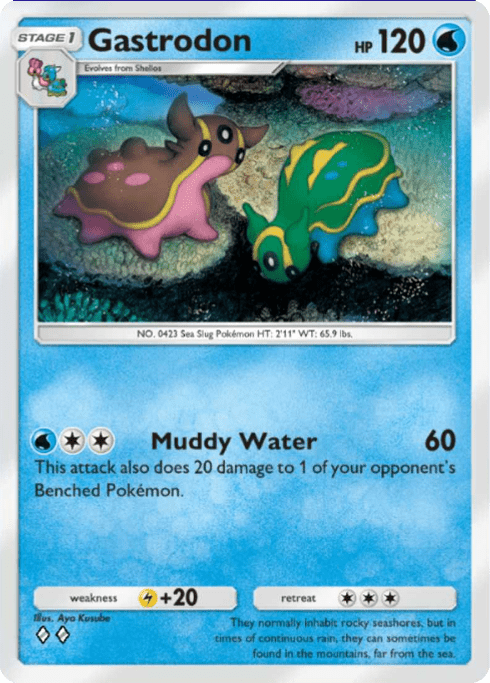 STAGE 1 Gastrodon HP 120
Evolves from Shellos
NO. 0423 Sea Slug Pokémon HT: 2'11" WT: 65.9 lbs.
Muddy Water 60
This attack also does 20 damage to 1 of your opponent's
Benched Pokémon.
weakness +20 retreat
Illus. Aya Kusube
They normally inhabit rocky seashores, but in
times of continuous rain, they can sometimes be
found in the mountains, far from the sea.